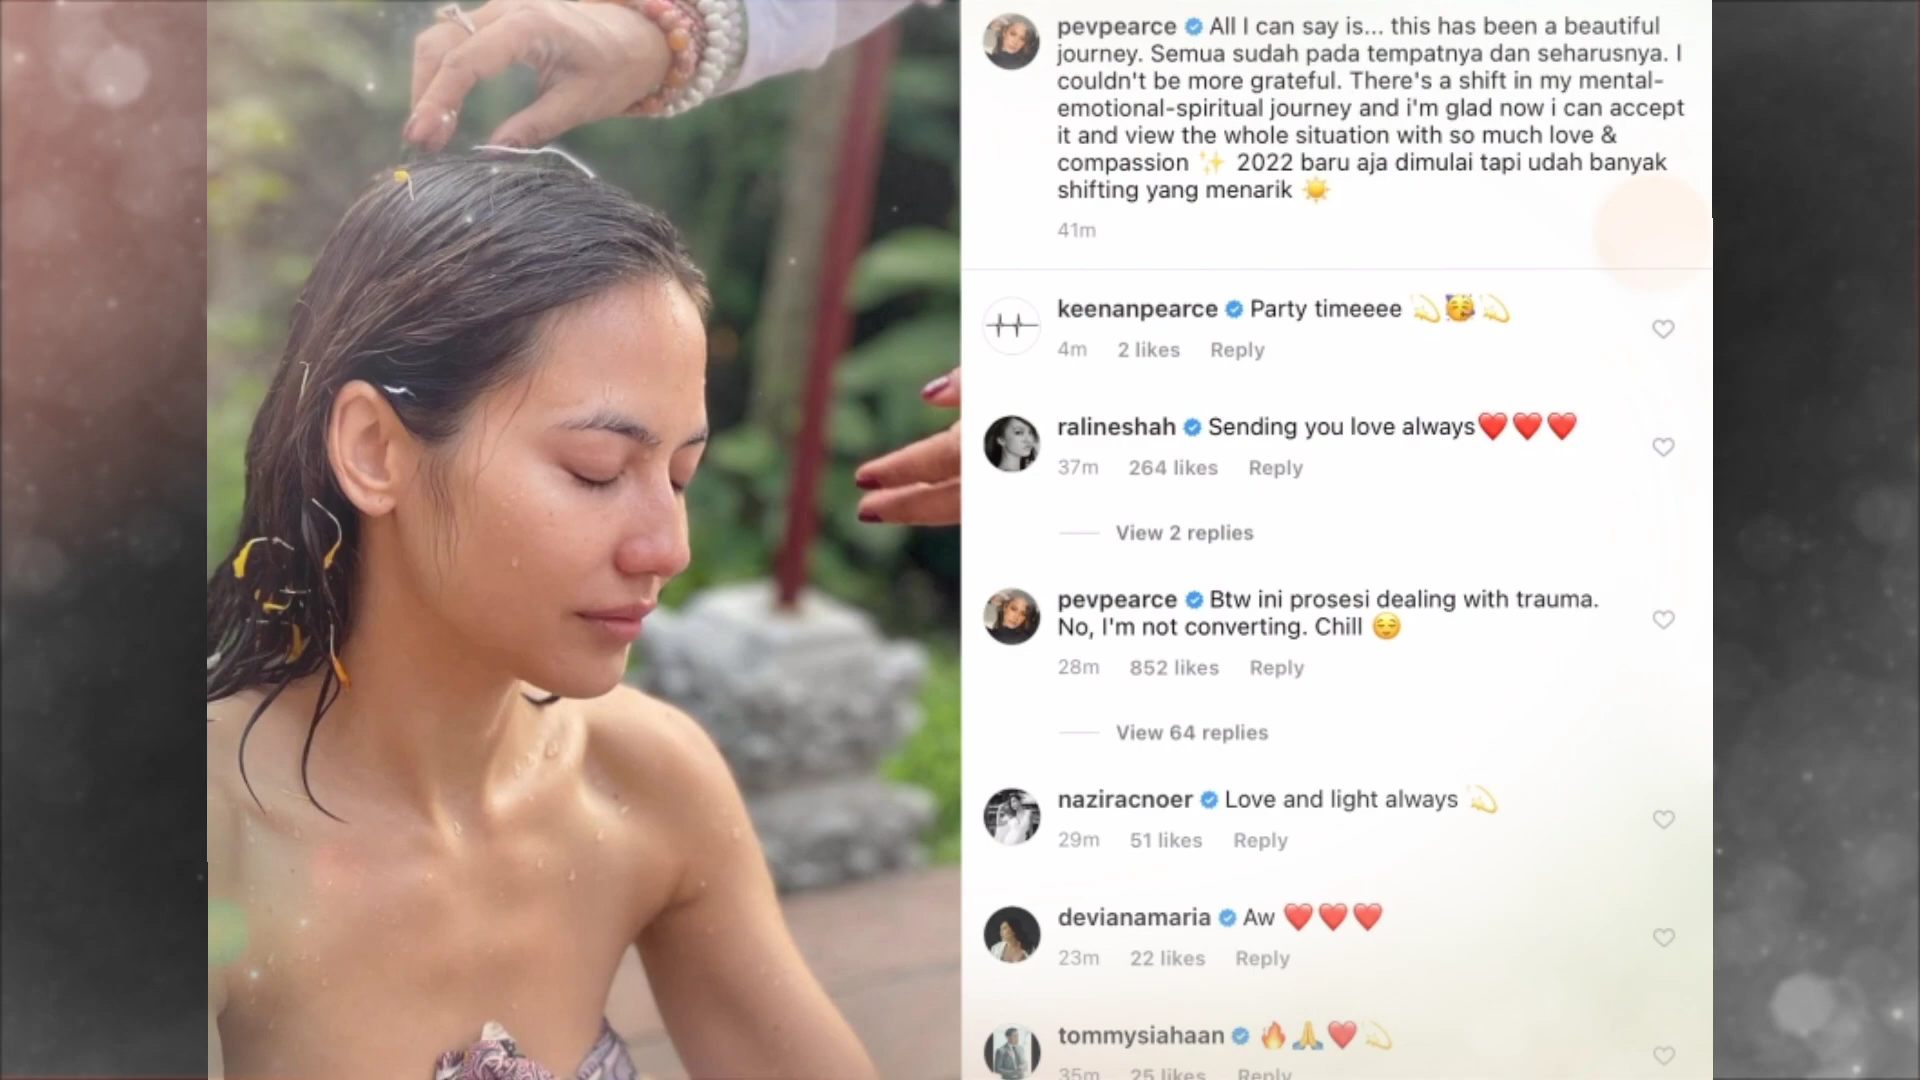 pevpearce All I can say is... this has been a beautiful
journey. Semua sudah pada tempatnya dan seharusnya. I
couldn't be more grateful. There's a shift in my mental-
emotional-spiritual journey and i'm glad now i can accept
it and view the whole situation with so much love &
compassion ✨ 2022 baru aja dimulai tapi udah banyak
shifting yang menarik ☀️
41m
keenanpearce Party timeeee 💫🥳💫
4m 2 likes Reply
ralineshah Sending you love always❤️❤️❤️
37m 264 likes Reply
View 2 replies
pevpearce Btw ini prosesi dealing with trauma.
No, I'm not converting. Chill 😌
28m 852 likes Reply
View 64 replies
naziracnoer Love and light always 💫
29m 51 likes Reply
devianamaria Aw ❤️❤️❤️
23m 22 likes Reply
tommysiahaan 🔥🙏❤️💫
35m 25 likes Reply